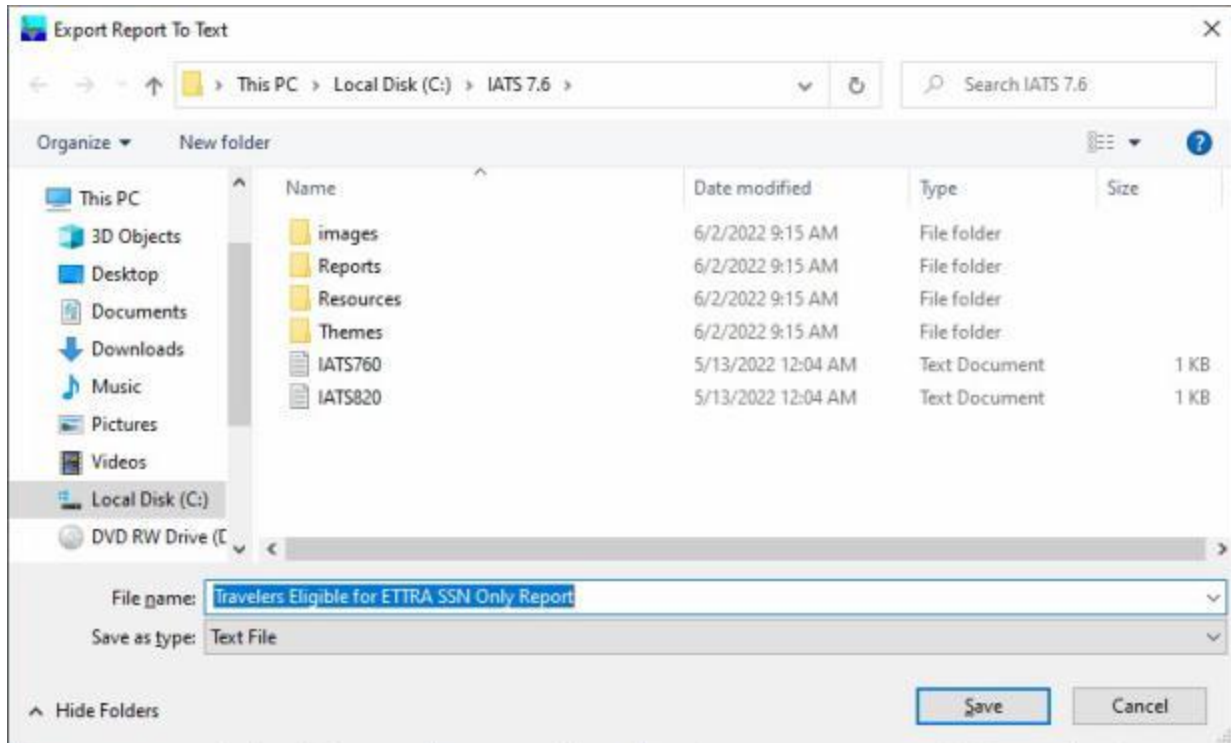 Export Report To Text
This PC > Local Disk (C:) > IATS 7.6 >
Search IATS 7.6
Organize
New folder
Name Date modified Type Size
This PC
3D Objects
Desktop
Documents
Downloads
Music
Pictures
Videos
Local Disk (C:)
DVD RW Drive (D
images 6/2/2022 9:15 AM File folder
Reports 6/2/2022 9:15 AM File folder
Resources 6/2/2022 9:15 AM File folder
Themes 6/2/2022 9:15 AM File folder
IATS760 5/13/2022 12:04 AM Text Document 1 KB
IATS820 5/13/2022 12:04 AM Text Document 1 KB
File name: Travelers Eligible for ETTRA SSN Only Report
Save as type: Text File
Hide Folders
Save
Cancel